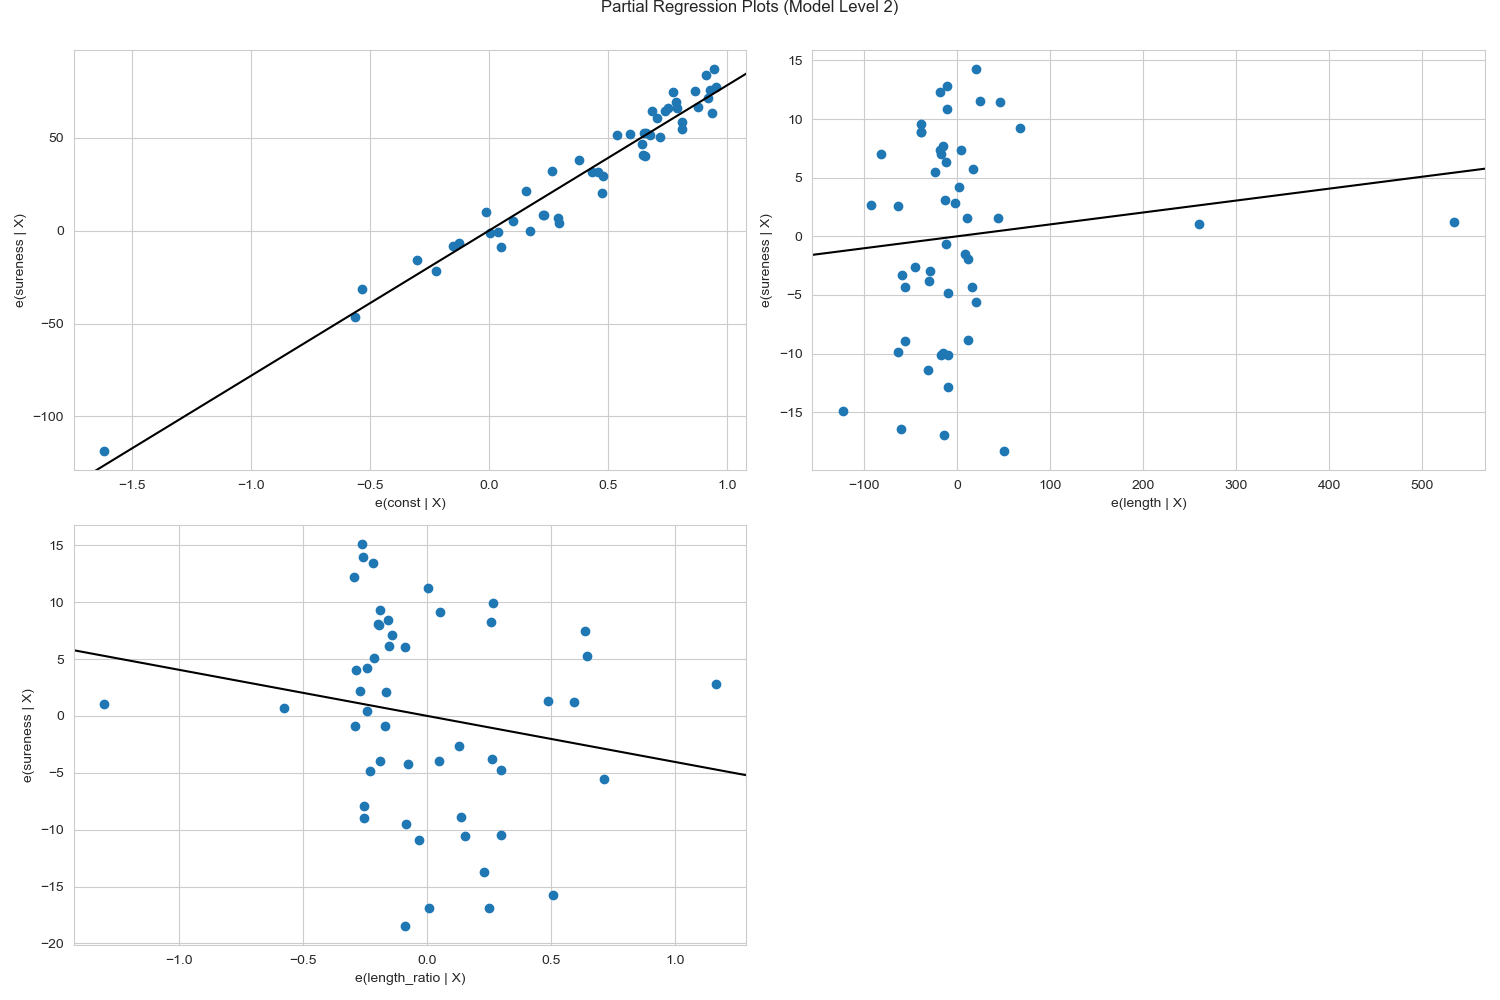 Partial Regression Plots (Model Level 2)
e(sureness | X)
50
0
−50
−100
−1.5 −1.0 −0.5 0.0 0.5 1.0
e(const | X)
e(sureness | X)
15
10
5
0
−5
−10
−15
−100 0 100 200 300 400 500
e(length | X)
e(sureness | X)
15
10
5
0
−5
−10
−15
−20
−1.0 −0.5 0.0 0.5 1.0
e(length_ratio | X)